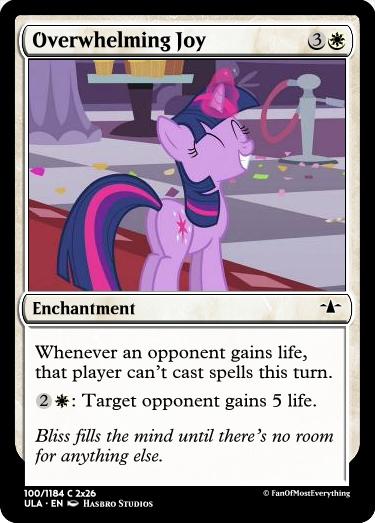 Overwhelming Joy 3
Enchantment
Whenever an opponent gains life,
that player can't cast spells this turn.
2 : Target opponent gains 5 life.
Bliss fills the mind until there's no room
for anything else.
100/1184 C 2x26
ULA • EN Hasbro Studios © FanOfMostEverything